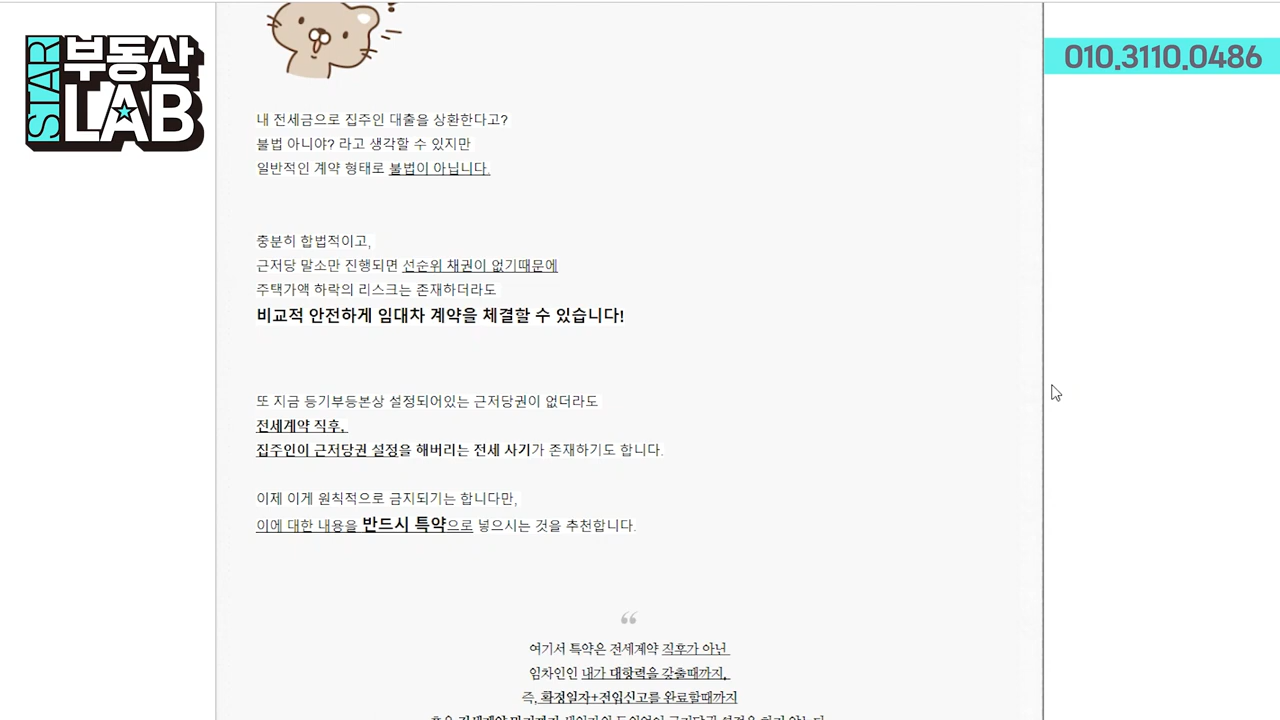 STAR
부동산
LAB
010.3110.0486
내 전세금으로 집주인 대출을 상환한다고?
불법 아니야? 라고 생각할 수 있지만
일반적인 계약 형태로 불법이 아닙니다.
충분히 합법적이고,
근저당 말소만 진행되면 선순위 채권이 없기때문에
주택가액 하락의 리스크는 존재하더라도
비교적 안전하게 임대차 계약을 체결할 수 있습니다!
또 지금 등기부등본상 설정되어있는 근저당권이 없더라도
전세계약 직후,
집주인이 근저당권 설정을 해버리는 전세 사기가 존재하기도 합니다.
이제 이게 원칙적으로 금지되기는 합니다만,
이에 대한 내용을 반드시 특약으로 넣으시는 것을 추천합니다.
“
여기서 특약은 전세계약 직후가 아닌
임차인인 내가 대항력을 갖출때까지,
즉, 확정일자+전입신고를 완료할때까지